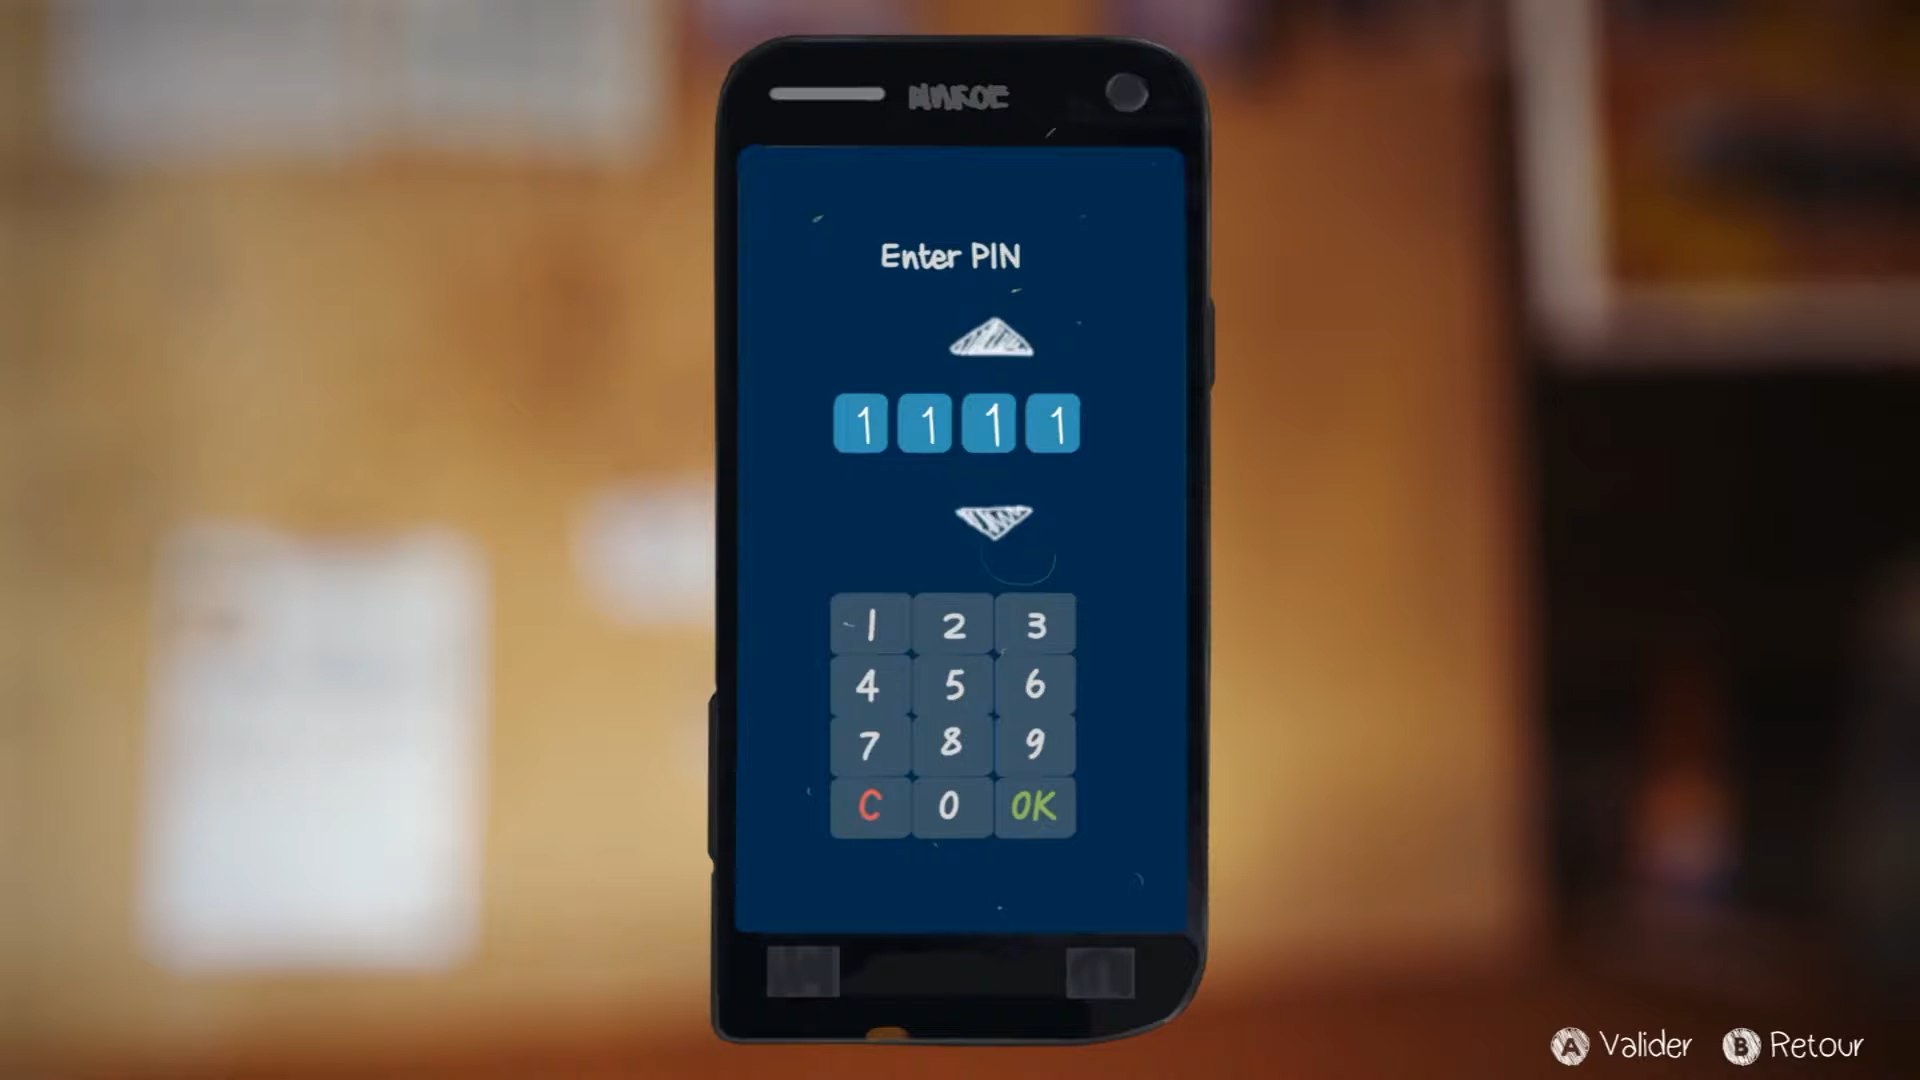 Enter PIN
1 1 1 1
1 2 3
4 5 6
7 8 9
C 0 OK
A Valider B Retour